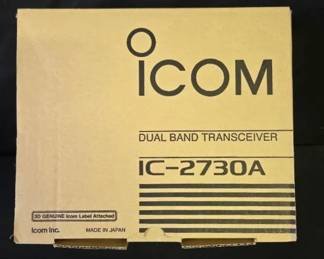 ICOM
DUAL BAND TRANSCEIVER
IC-2730A
3D GENUINE Icom Label Attached
Icom Inc. MADE IN JAPAN